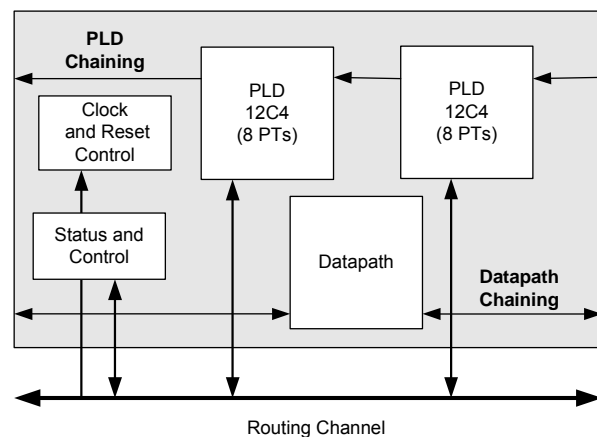 PLD
Chaining
PLD
12C4
(8 PTs)
PLD
12C4
(8 PTs)
Clock
and Reset
Control
Status and
Control
Datapath
Datapath
Chaining
Routing Channel